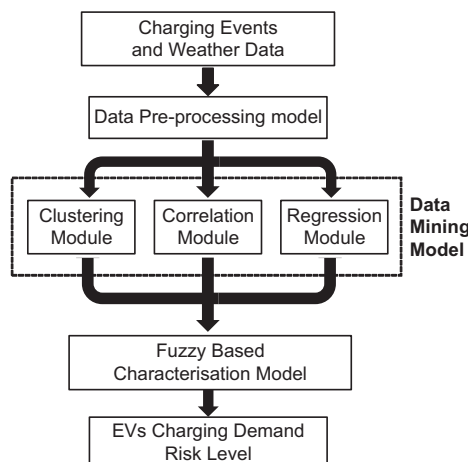 Charging Events
and Weather Data
Data Pre-processing model
Clustering
Module
Correlation
Module
Regression
Module
Data
Mining
Model
Fuzzy Based
Characterisation Model
EVs Charging Demand
Risk Level